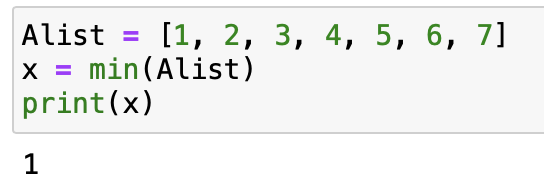 Alist = [1, 2, 3, 4, 5, 6, 7]
x = min(Alist)
print(x)
1